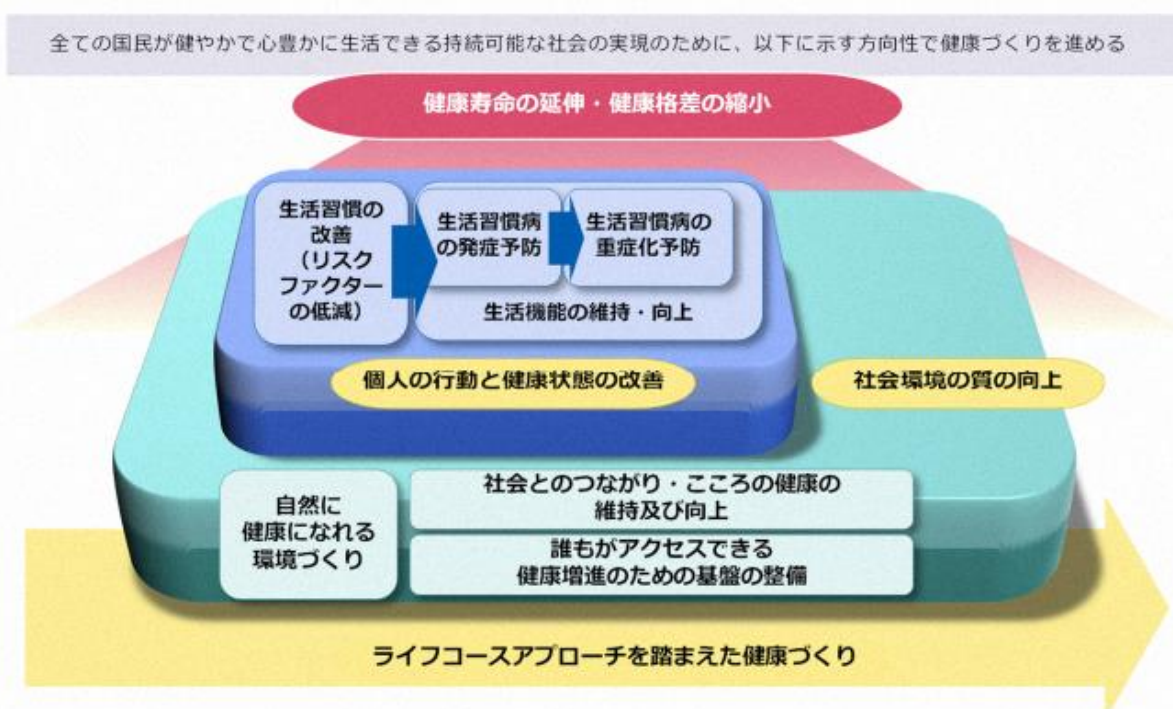 全ての国民が健やかで心豊かに生活できる持続可能な社会の実現のために、以下に示す方向性で健康づくりを進める
健康寿命の延伸・健康格差の縮小
生活習慣の
改善
（リスク
ファクター
の低減）
生活習慣病
の発症予防
生活習慣病の
重症化予防
生活機能の維持・向上
個人の行動と健康状態の改善
社会環境の質の向上
自然に
健康になれる
環境づくり
社会とのつながり・こころの健康の
維持及び向上
誰もがアクセスできる
健康増進のための基盤の整備
ライフコースアプローチを踏まえた健康づくり